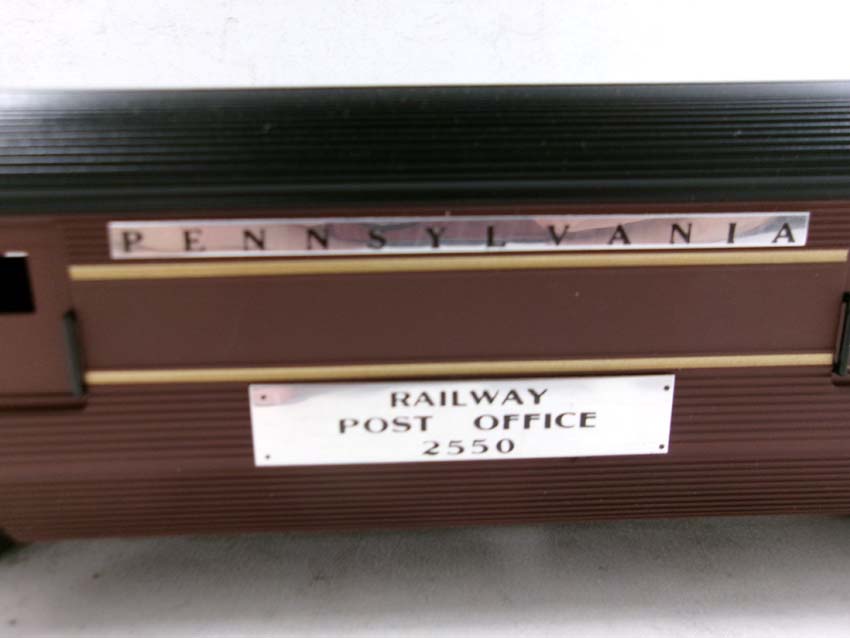 PENNSYLVANIA
RAILWAY
POST OFFICE
2550